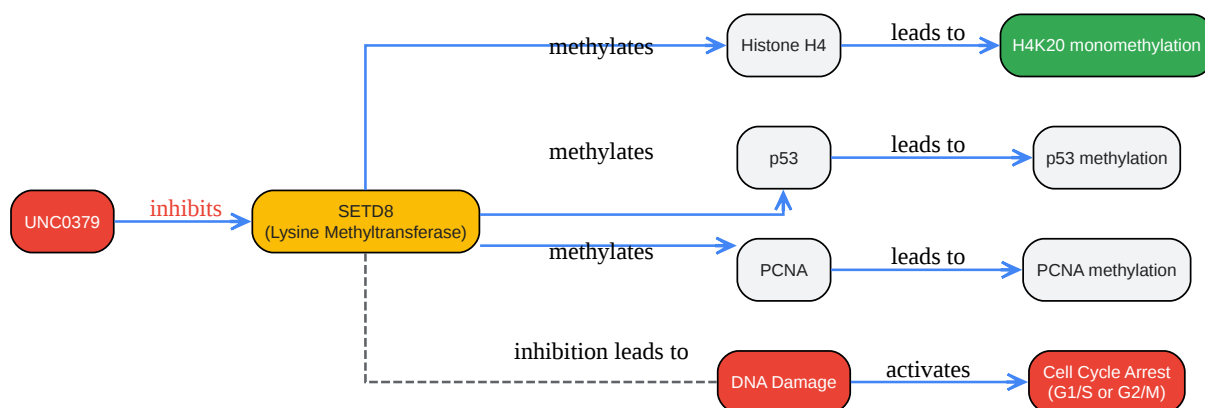 methylates
Histone H4
leads to
H4K20 monomethylation
methylates
p53
leads to
p53 methylation
UNC0379
inhibits
SETD8
(Lysine Methyltransferase)
methylates
PCNA
leads to
PCNA methylation
inhibition leads to
DNA Damage
activates
Cell Cycle Arrest
(G1/S or G2/M)